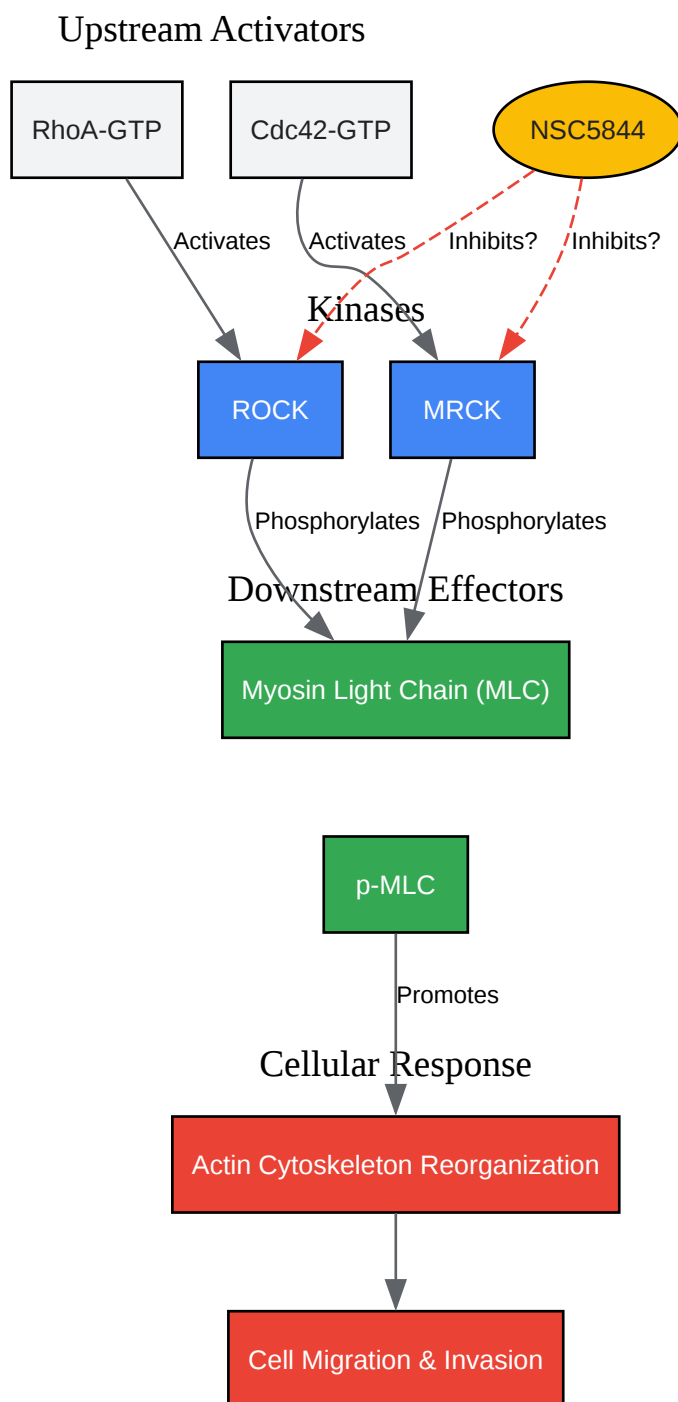 Upstream Activators
RhoA-GTP
Cdc42-GTP
NSC5844
Activates
Activates
Inhibits?
Inhibits?
Kinases
ROCK
MRCK
Phosphorylates
Phosphorylates
Downstream Effectors
Myosin Light Chain (MLC)
p-MLC
Promotes
Cellular Response
Actin Cytoskeleton Reorganization
Cell Migration & Invasion